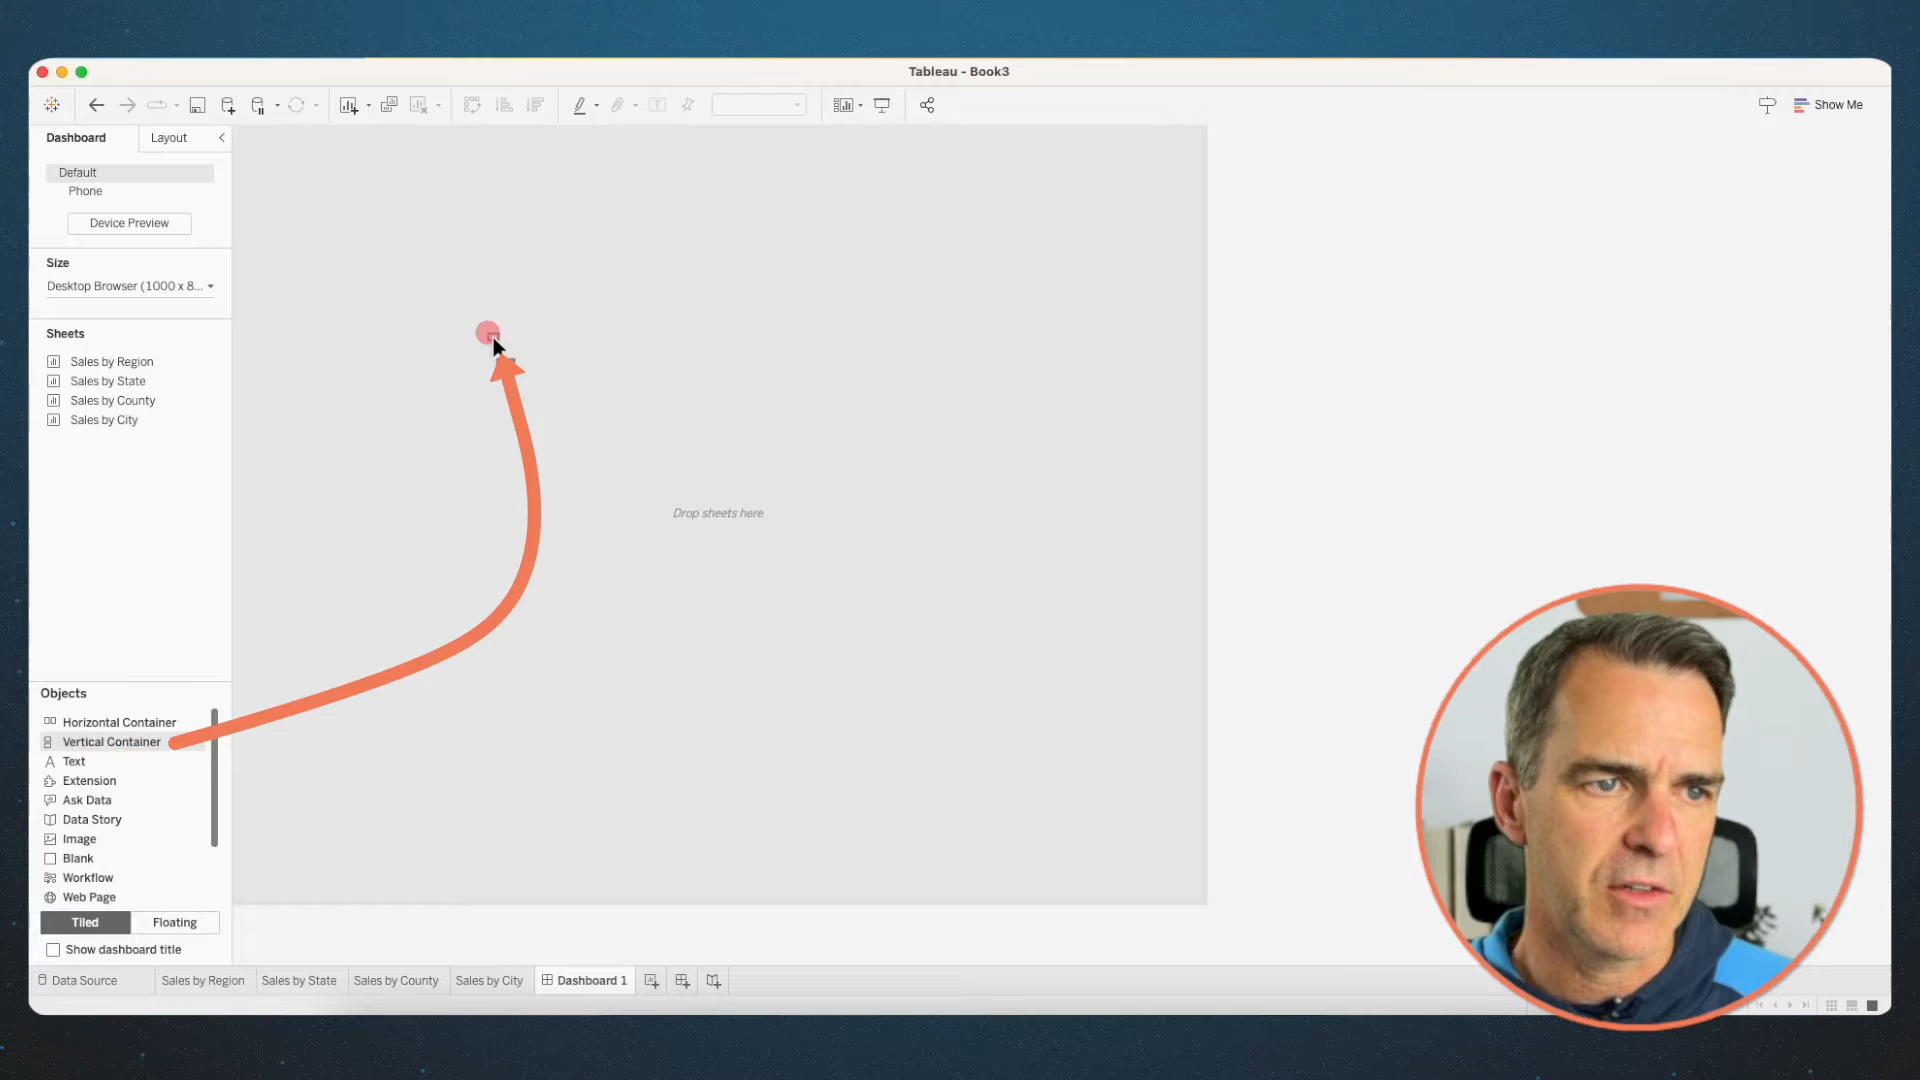 Tableau - Book3
Show Me
Dashboard
Layout
Default
Phone
Device Preview
Size
Desktop Browser (1000 x 8...
Sheets
Sales by Region
Sales by State
Sales by County
Sales by City
Drop sheets here
Objects
Horizontal Container
Vertical Container
Text
Extension
Ask Data
Data Story
Image
Blank
Workflow
Web Page
Tiled
Floating
Show dashboard title
Data Source
Sales by Region
Sales by State
Sales by County
Sales by City
Dashboard 1